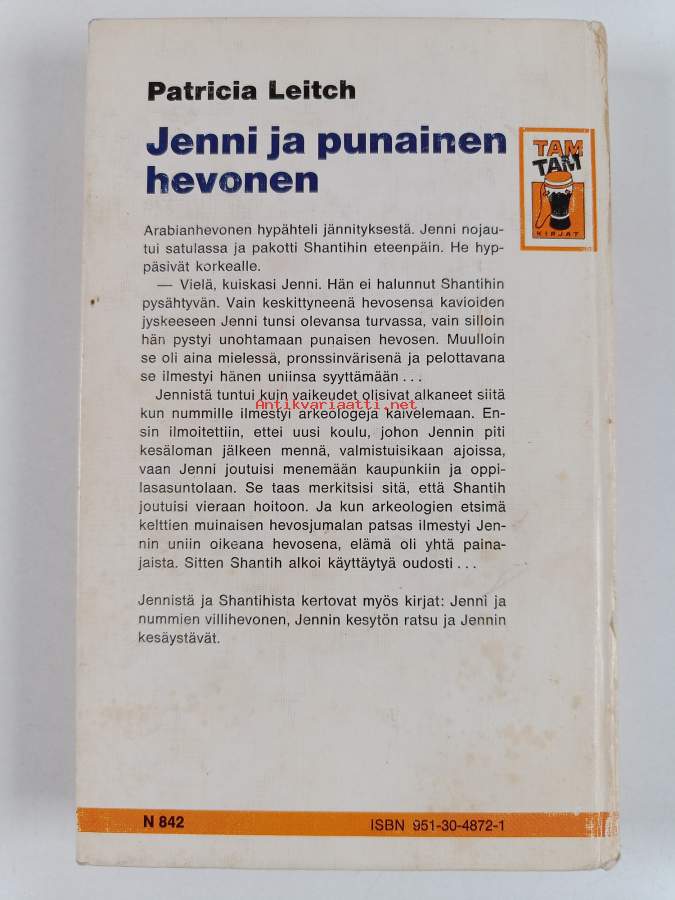 Patricia Leitch
Jenni ja punainen
hevonen
TAM
TAM
KIRJAT
Arabianhevonen hypähteli jännityksestä. Jenni nojau-
tui satulassa ja pakotti Shantihin eteenpäin. He hyp-
päsivät korkealle.
— Vielä, kuiskasi Jenni. Hän ei halunnut Shantihin
pysähtyvän. Vain keskittyneenä hevosensa kavioiden
jyskeeseen Jenni tunsi olevansa turvassa, vain silloin
hän pystyi unohtamaan punaisen hevosen. Muulloin
se oli aina mielessä, pronssinvärisenä ja pelottavana
se ilmestyi hänen uniinsa syyttämään...
Jennistä tuntui kuin vaikeudet olisivat alkaneet siitä
kun nummille ilmestyi arkeologeja kaivelemaan. En-
Antikvariaatti.net
sin ilmoitettiin, ettei uusi koulu, johon Jennin piti
kesäloman jälkeen mennä, valmistuisikaan ajoissa,
vaan Jenni joutuisi menemään kaupunkiin ja oppi-
lasasuntolaan. Se taas merkitsisi sitä, että Shantih
joutuisi vieraan hoitoon. Ja kun arkeologien etsimä
kelttien muinaisen hevosjumalan patsas ilmestyi Jen-
nin uniin oikeana hevosena, elämä oli yhtä paina-
jaista. Sitten Shantih alkoi käyttäytyä oudosti...
Jennistä ja Shantihista kertovat myös kirjat: Jenni ja
nummien villihevonen, Jennin kesytön ratsu ja Jennin
kesäystävät.
N 842
ISBN 951-30-4872-1